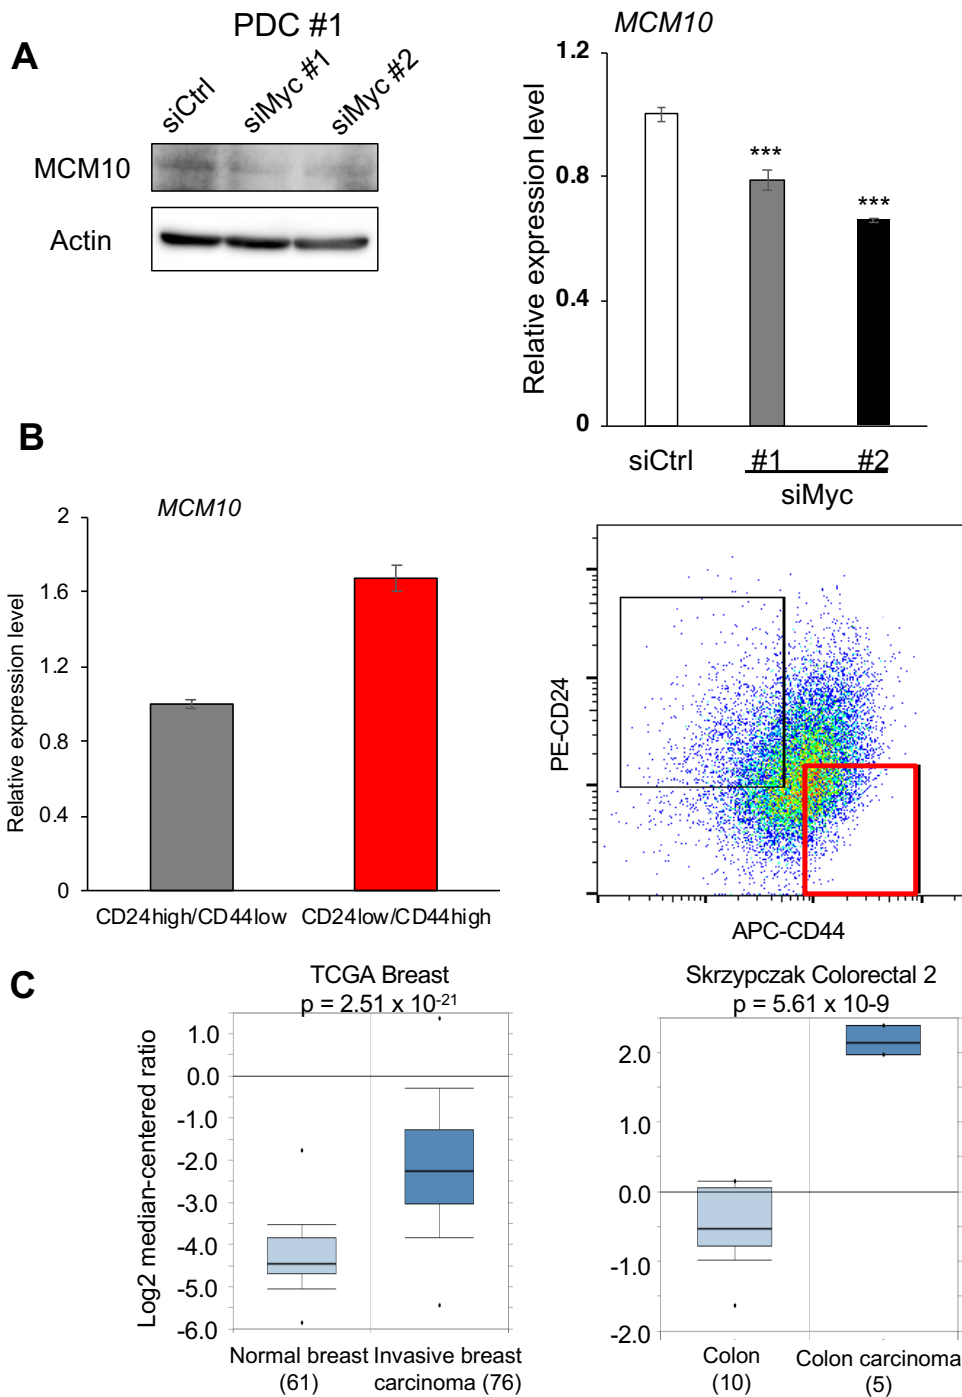 A
PDC #1
siCtrl
siMyc #1
siMyc #2
MCM10
Actin
MCM10
Relative expression level
1.2
0.8
0.4
0
***
***
siCtrl
#1
#2
siMyc
B
MCM10
Relative expression level
2
1.6
1.2
0.8
0.4
0
CD24high/CD44low
CD24low/CD44high
PE-CD24
APC-CD44
C
TCGA Breast
p = 2.51 x 10-21
Log2 median-centered ratio
1.0
0.0
-1.0
-2.0
-3.0
-4.0
-5.0
-6.0
Normal breast
(61)
Invasive breast
carcinoma (76)
Skrzypczak Colorectal 2
p = 5.61 x 10-9
2.0
1.0
0.0
-1.0
-2.0
Colon
(10)
Colon carcinoma
(5)